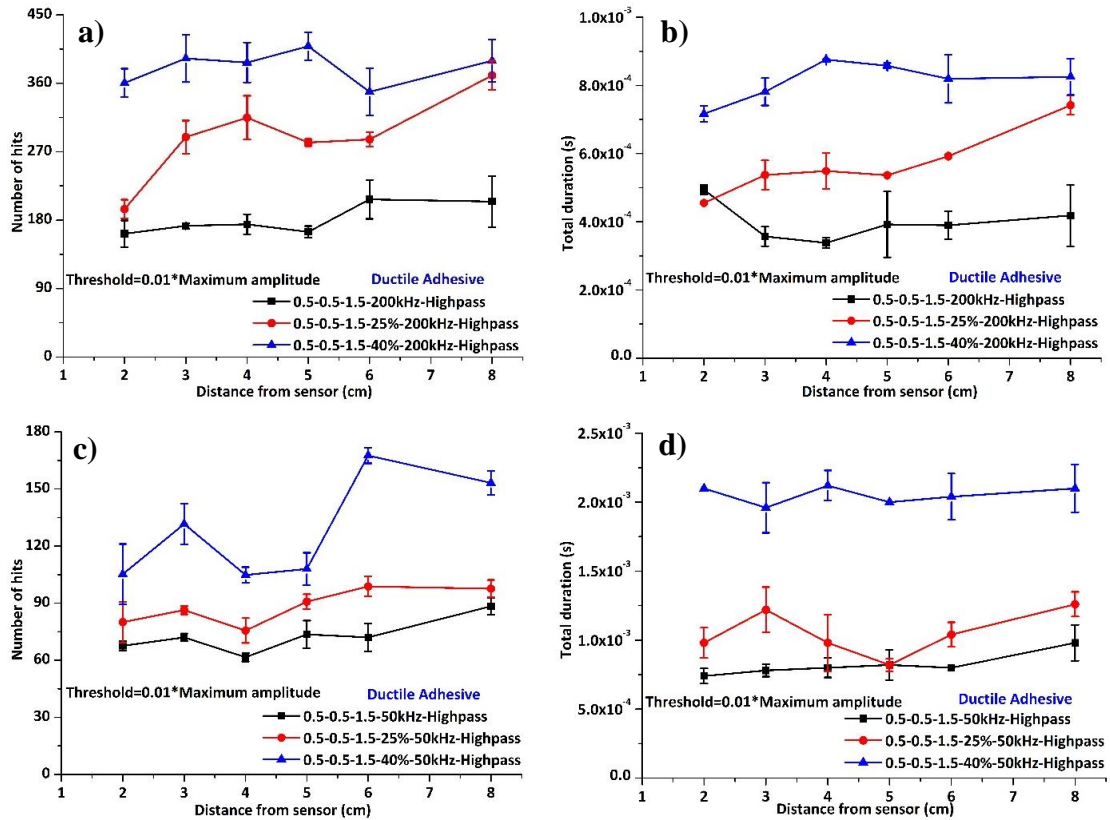 a)
450
360
270
180
90
0
Number of hits
Threshold=0.01*Maximum amplitude
Ductile Adhesive
0.5-0.5-1.5-200kHz-Highpass
0.5-0.5-1.5-25%-200kHz-Highpass
0.5-0.5-1.5-40%-200kHz-Highpass
1 2 3 4 5 6 7 8
Distance from sensor (cm)
b)
1.0x10⁻³
8.0x10⁻⁴
6.0x10⁻⁴
4.0x10⁻⁴
2.0x10⁻⁴
0.0
Total duration (s)
Threshold=0.01*Maximum amplitude
Ductile Adhesive
0.5-0.5-1.5-200kHz-Highpass
0.5-0.5-1.5-25%-200kHz-Highpass
0.5-0.5-1.5-40%-200kHz-Highpass
1 2 3 4 5 6 7 8
Distance from sensor (cm)
c)
180
150
120
90
60
30
0
Number of hits
Threshold=0.01*Maximum amplitude
Ductile Adhesive
0.5-0.5-1.5-50kHz-Highpass
0.5-0.5-1.5-25%-50kHz-Highpass
0.5-0.5-1.5-40%-50kHz-Highpass
1 2 3 4 5 6 7 8
Distance from sensor (cm)
d)
2.5x10⁻³
2.0x10⁻³
1.5x10⁻³
1.0x10⁻³
5.0x10⁻⁴
0.0
Total duration (s)
Threshold=0.01*Maximum amplitude
Ductile Adhesive
0.5-0.5-1.5-50kHz-Highpass
0.5-0.5-1.5-25%-50kHz-Highpass
0.5-0.5-1.5-40%-50kHz-Highpass
1 2 3 4 5 6 7 8
Distance from sensor (cm)